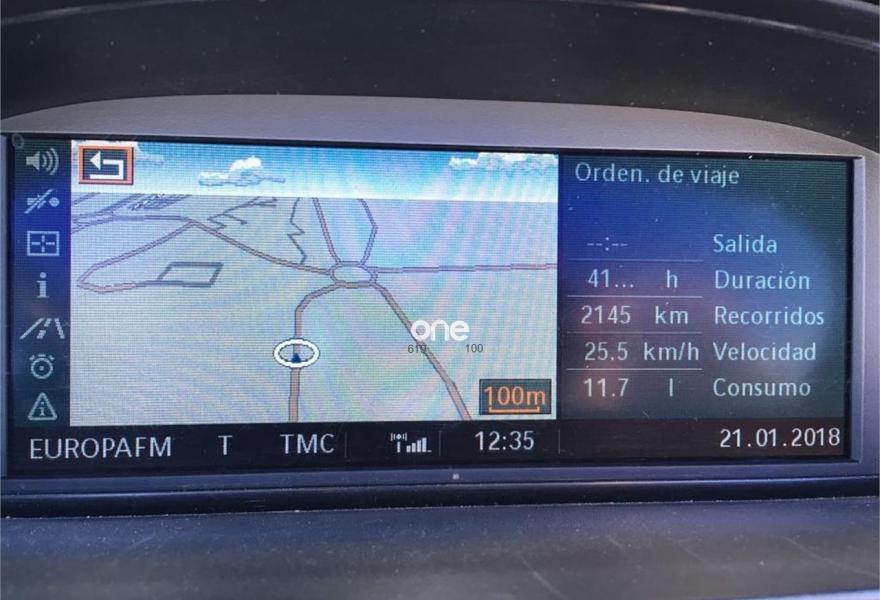 Orden. de viaje
--:-- Salida
41... h Duración
2145 km Recorridos
25.5 km/h Velocidad
11.7 l Consumo
one
619 100
100m
EUROPAFM T TMC 12:35 21.01.2018